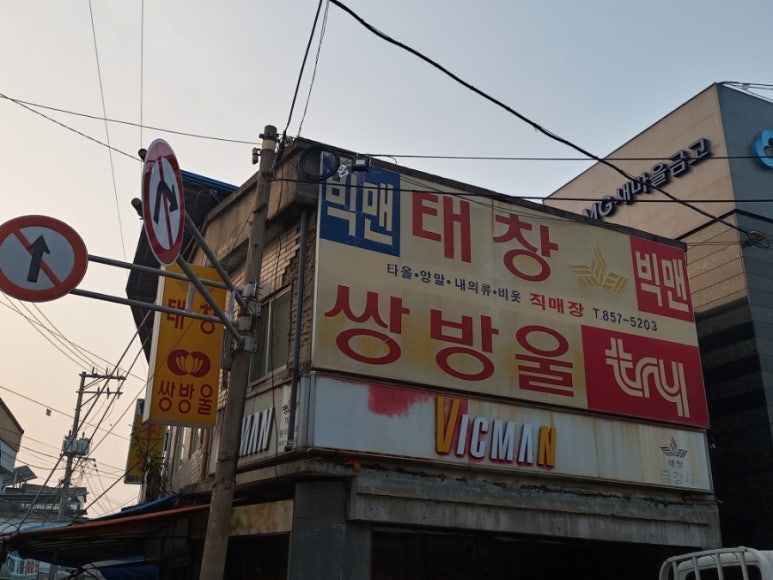 MG새마을금고
빅맨 태창 빅맨
타올·양말·내의류·비옷 직매장 T.857-5203
쌍방울 try
태창
쌍방울
VICMAN
MAN
태창
금강사